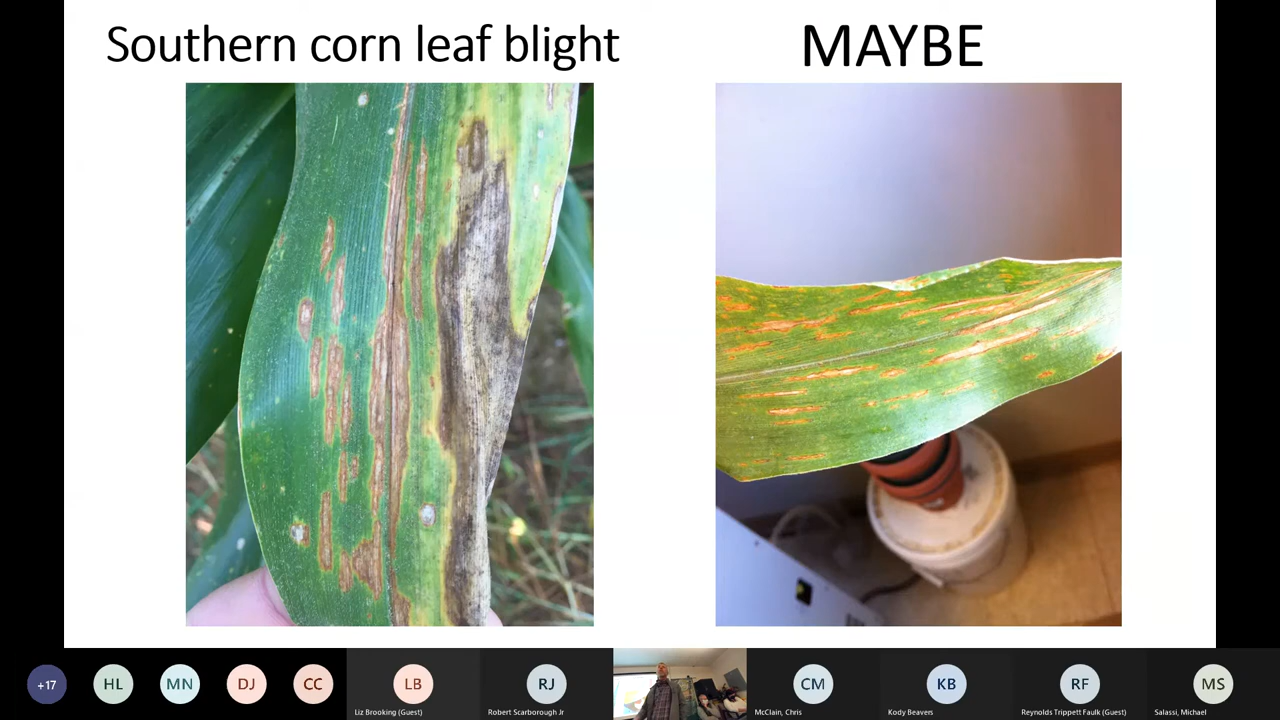 Southern corn leaf blight
MAYBE
+17
HL
MN
DJ
CC
LB
Liz Brooking (Guest)
RJ
Robert Scarborough Jr
CM
McClain, Chris
KB
Kody Beavers
RF
Reynolds Trippett Faulk (Guest)
MS
Salassi, Michael